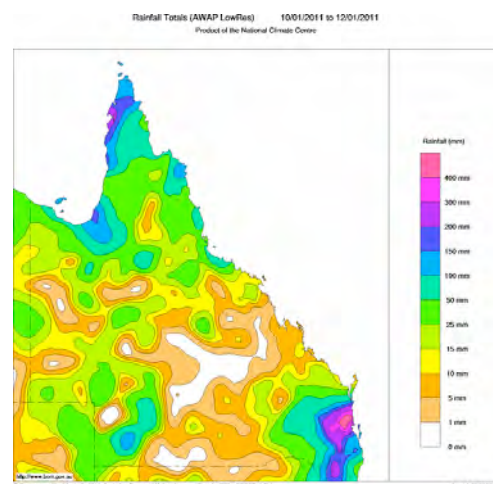 Rainfall Totals (AWAP LowRes) 10/01/2011 to 12/01/2011
Product of the National Climate Centre
Rainfall (mm)
400 mm
300 mm
200 mm
150 mm
100 mm
50 mm
25 mm
15 mm
10 mm
5 mm
1 mm
0 mm
http://www.bom.gov.au